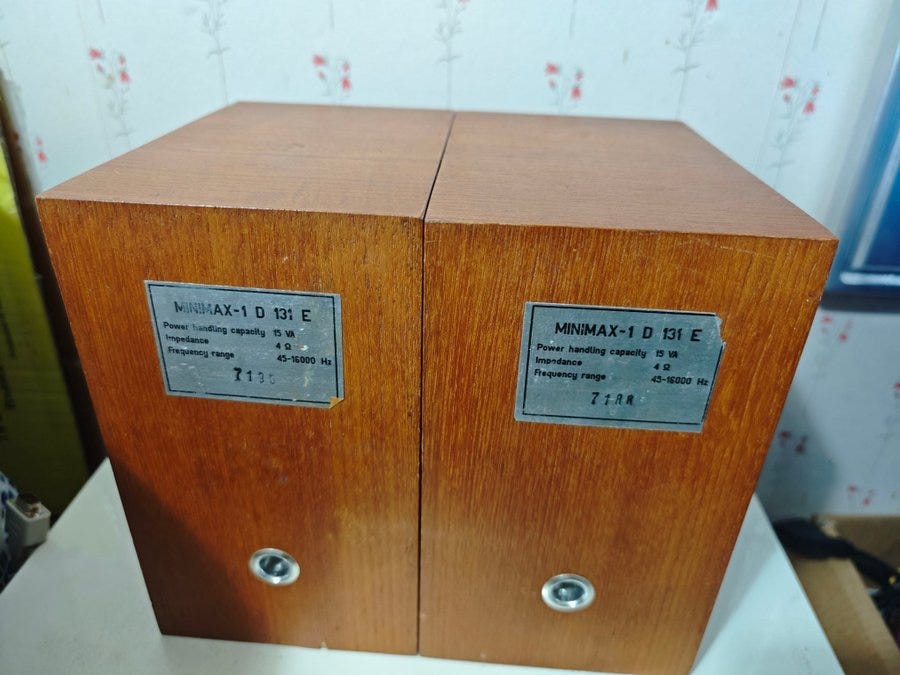 MINIMAX-1 D 131 E
Power handling capacity 15 VA
Impedance 4 Ω
Frequency range 45-16000 Hz
MINIMAX-1 D 131 E
Power handling capacity 15 VA
Impedance 4 Ω
Frequency range 45-16000 Hz